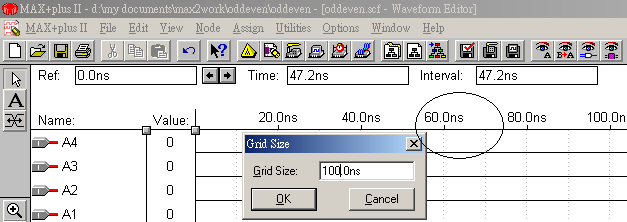 MAX+plus II - d:\my documents\max2work\oddeven\oddeven - [oddeven.scf - Waveform Editor]
MAX+plus II File Edit View Node Assign Utilities Options Window Help
Ref: 0.0ns Time: 47.2ns Interval: 47.2ns
Name: Value: 20.0ns 40.0ns 60.0ns 80.0ns 100.0n
A4 0
Grid Size
A3 0
Grid Size: 100.0ns
A2 0
OK Cancel
A1 0